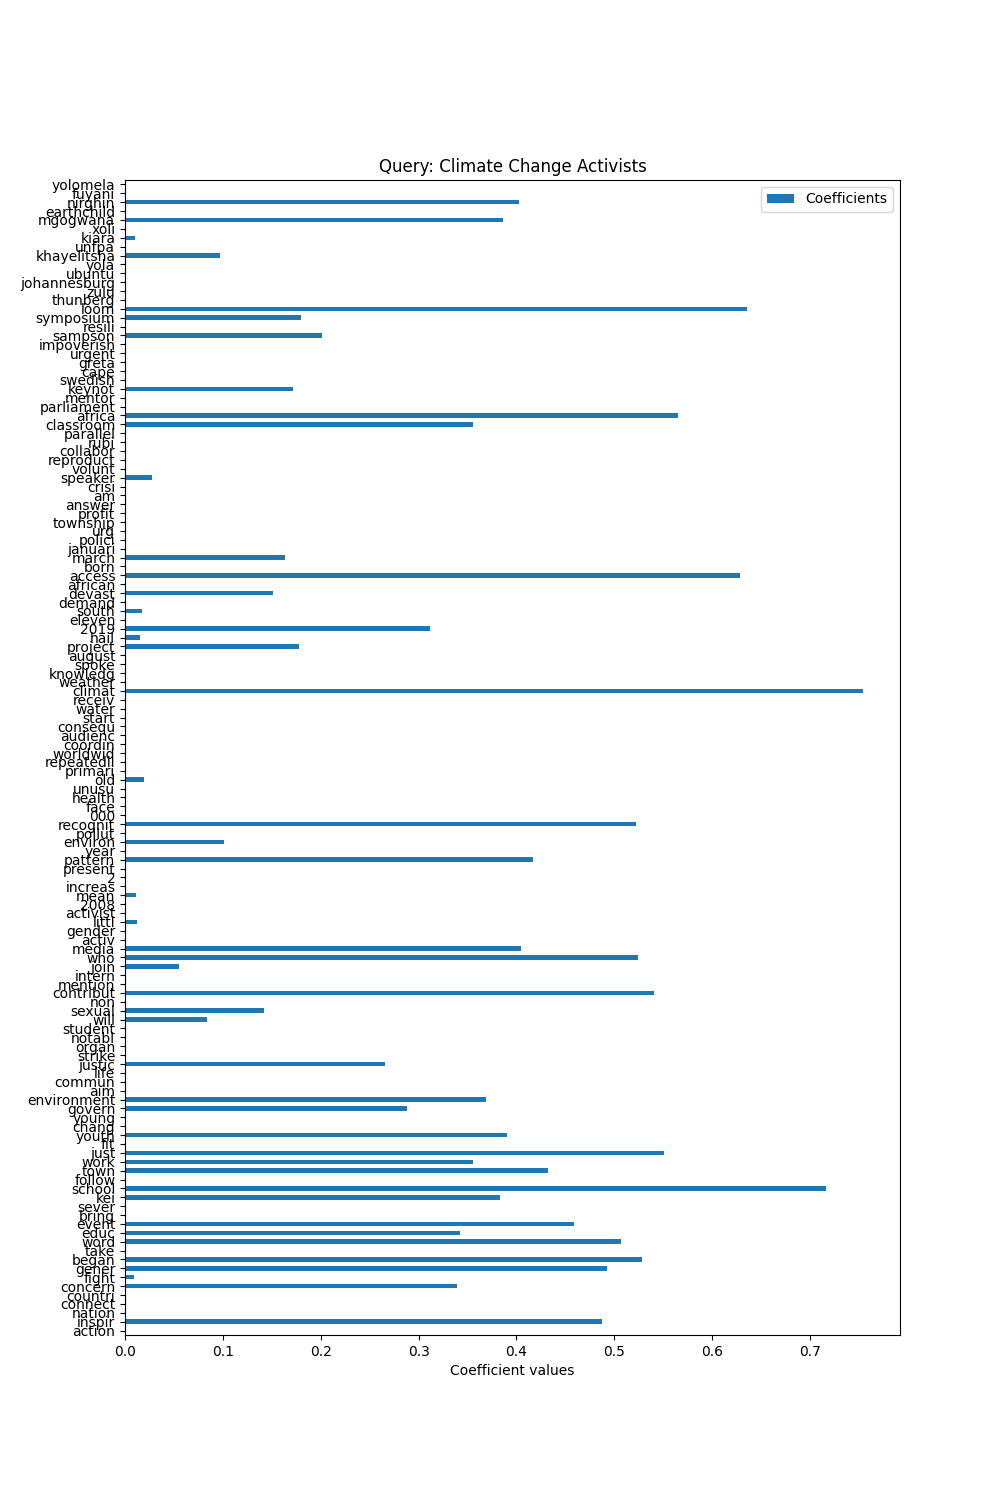 Query: Climate Change Activists
Coefficients
yolomela
fuyani
nirghin
earthchild
mgogwana
xoli
kiara
unfpa
khayelitsha
yola
ubuntu
johannesburg
zulu
thunberg
loom
symposium
resili
sampson
impoverish
urgent
greta
cape
swedish
keynot
mentor
parliament
africa
classroom
parallel
rubi
collabor
reproduct
volunt
speaker
crisi
am
answer
profit
township
urg
polici
januari
march
born
access
african
devast
demand
south
eleven
2019
hail
project
august
spoke
knowledg
weather
climat
receiv
water
start
consequ
audienc
coordin
worldwid
repeatedli
primari
old
unusu
health
face
000
recognit
pollut
environ
year
pattern
present
2
increas
mean
2008
activist
littl
gender
activ
media
who
join
intern
mention
contribut
non
sexual
will
student
notabl
organ
strike
justic
life
commun
aim
environment
govern
young
chang
youth
fit
just
work
town
follow
school
kei
sever
bring
event
educ
word
take
began
gener
fight
concern
countri
connect
nation
inspir
action
0.0 0.1 0.2 0.3 0.4 0.5 0.6 0.7
Coefficient values